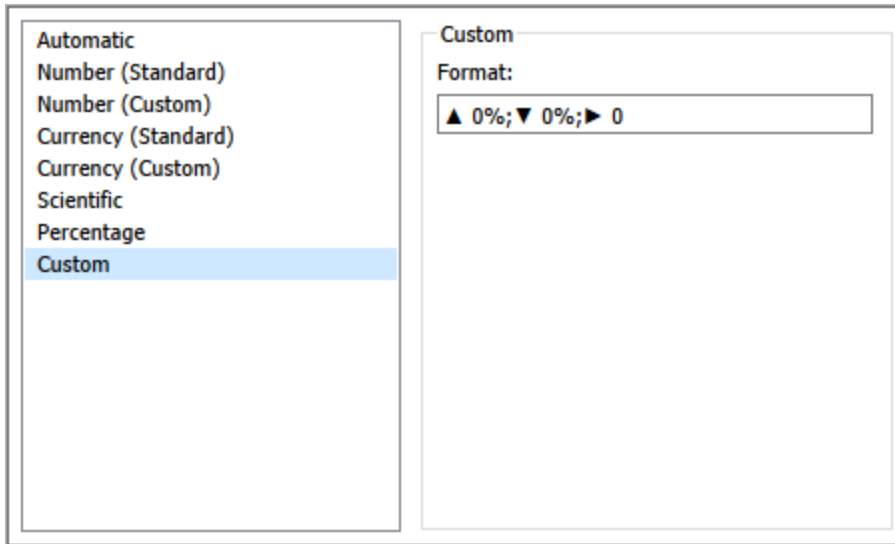 Automatic
Number (Standard)
Number (Custom)
Currency (Standard)
Currency (Custom)
Scientific
Percentage
Custom
Custom
Format:
▲ 0%;▼ 0%;► 0